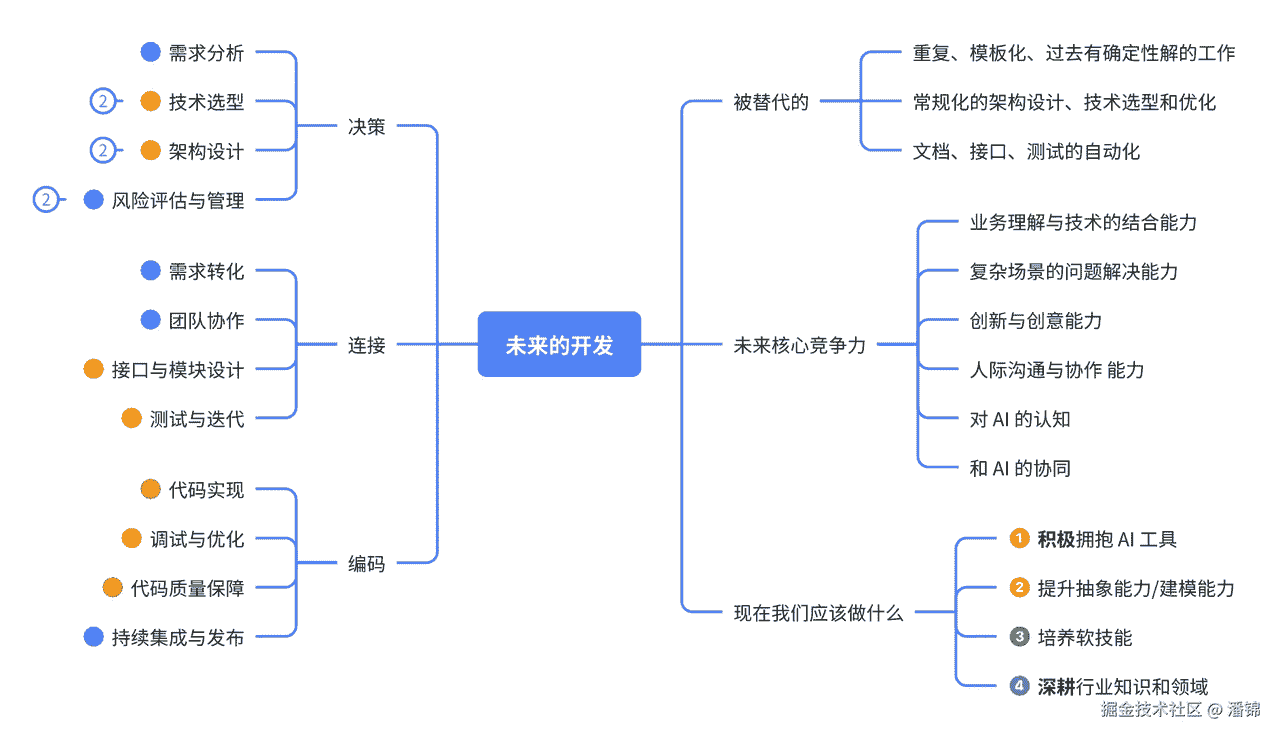 未来的开发
决策
需求分析
2 技术选型
2 架构设计
2 风险评估与管理
连接
需求转化
团队协作
接口与模块设计
测试与迭代
编码
代码实现
调试与优化
代码质量保障
持续集成与发布
被替代的
重复、模板化、过去有确定性解的工作
常规化的架构设计、技术选型和优化
文档、接口、测试的自动化
未来核心竞争力
业务理解与技术的结合能力
复杂场景的问题解决能力
创新与创意能力
人际沟通与协作 能力
对 AI 的认知
和 AI 的协同
现在我们应该做什么
1 积极拥抱 AI 工具
2 提升抽象能力/建模能力
3 培养软技能
4 深耕行业知识和领域
掘金技术社区 @ 潘锦